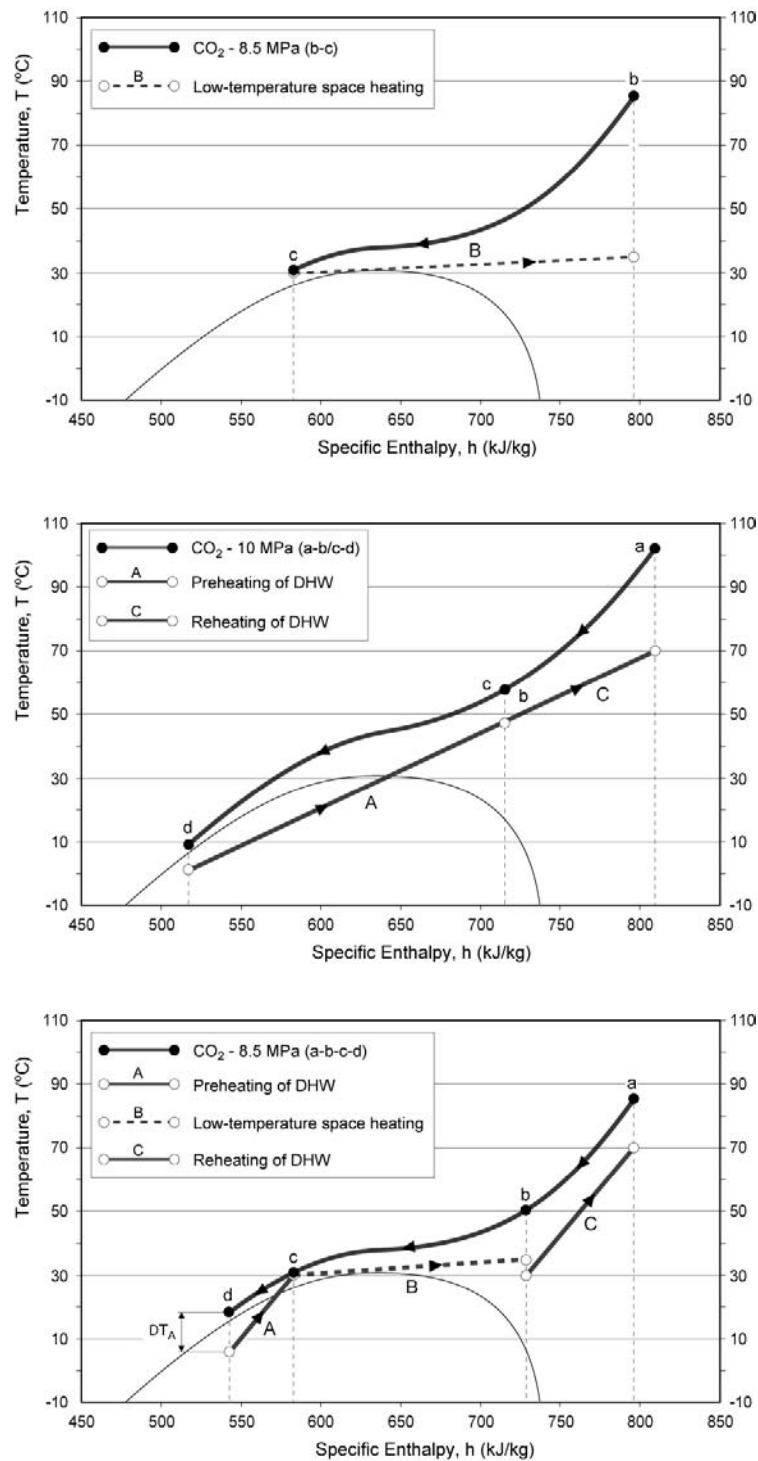 110
90
70
50
30
10
-10
Temperature, T (ºC)
CO₂ - 8.5 MPa (b-c)
B
Low-temperature space heating
b
c
B
110
90
70
50
30
10
-10
450 500 550 600 650 700 750 800 850
Specific Enthalpy, h (kJ/kg)
110
90
70
50
30
10
-10
Temperature, T (ºC)
CO₂ - 10 MPa (a-b/c-d)
A
Preheating of DHW
C
Reheating of DHW
a
c
b
C
A
d
110
90
70
50
30
10
-10
450 500 550 600 650 700 750 800 850
Specific Enthalpy, h (kJ/kg)
110
90
70
50
30
10
-10
Temperature, T (ºC)
CO₂ - 8.5 MPa (a-b-c-d)
A
Preheating of DHW
B
Low-temperature space heating
C
Reheating of DHW
a
b
C
c
B
d
A
DT_A
110
90
70
50
30
10
-10
450 500 550 600 650 700 750 800 850
Specific Enthalpy, h (kJ/kg)